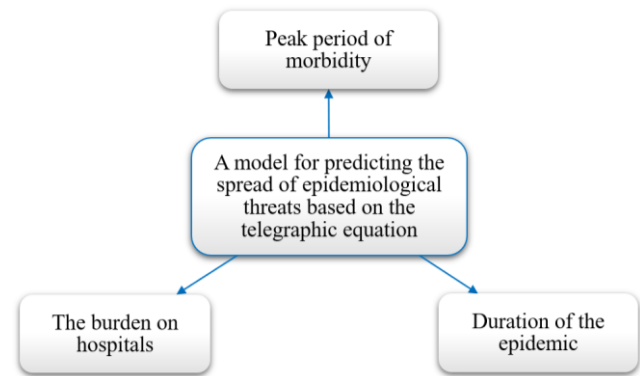 Peak period of
morbidity
A model for predicting the
spread of epidemiological
threats based on the
telegraphic equation
The burden on
hospitals
Duration of the
epidemic